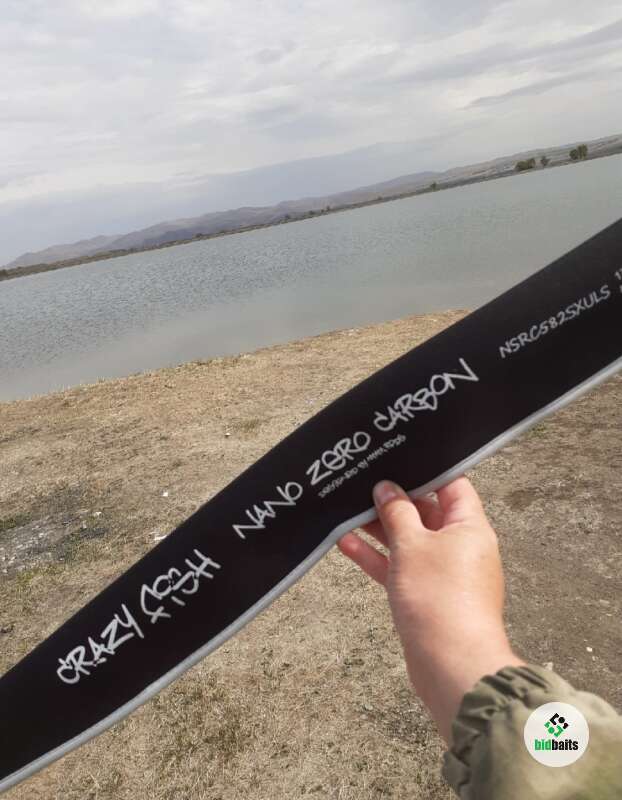 CRAZY FISH NANO ZERO CARBON
NSRC582SXULS
bidbaits